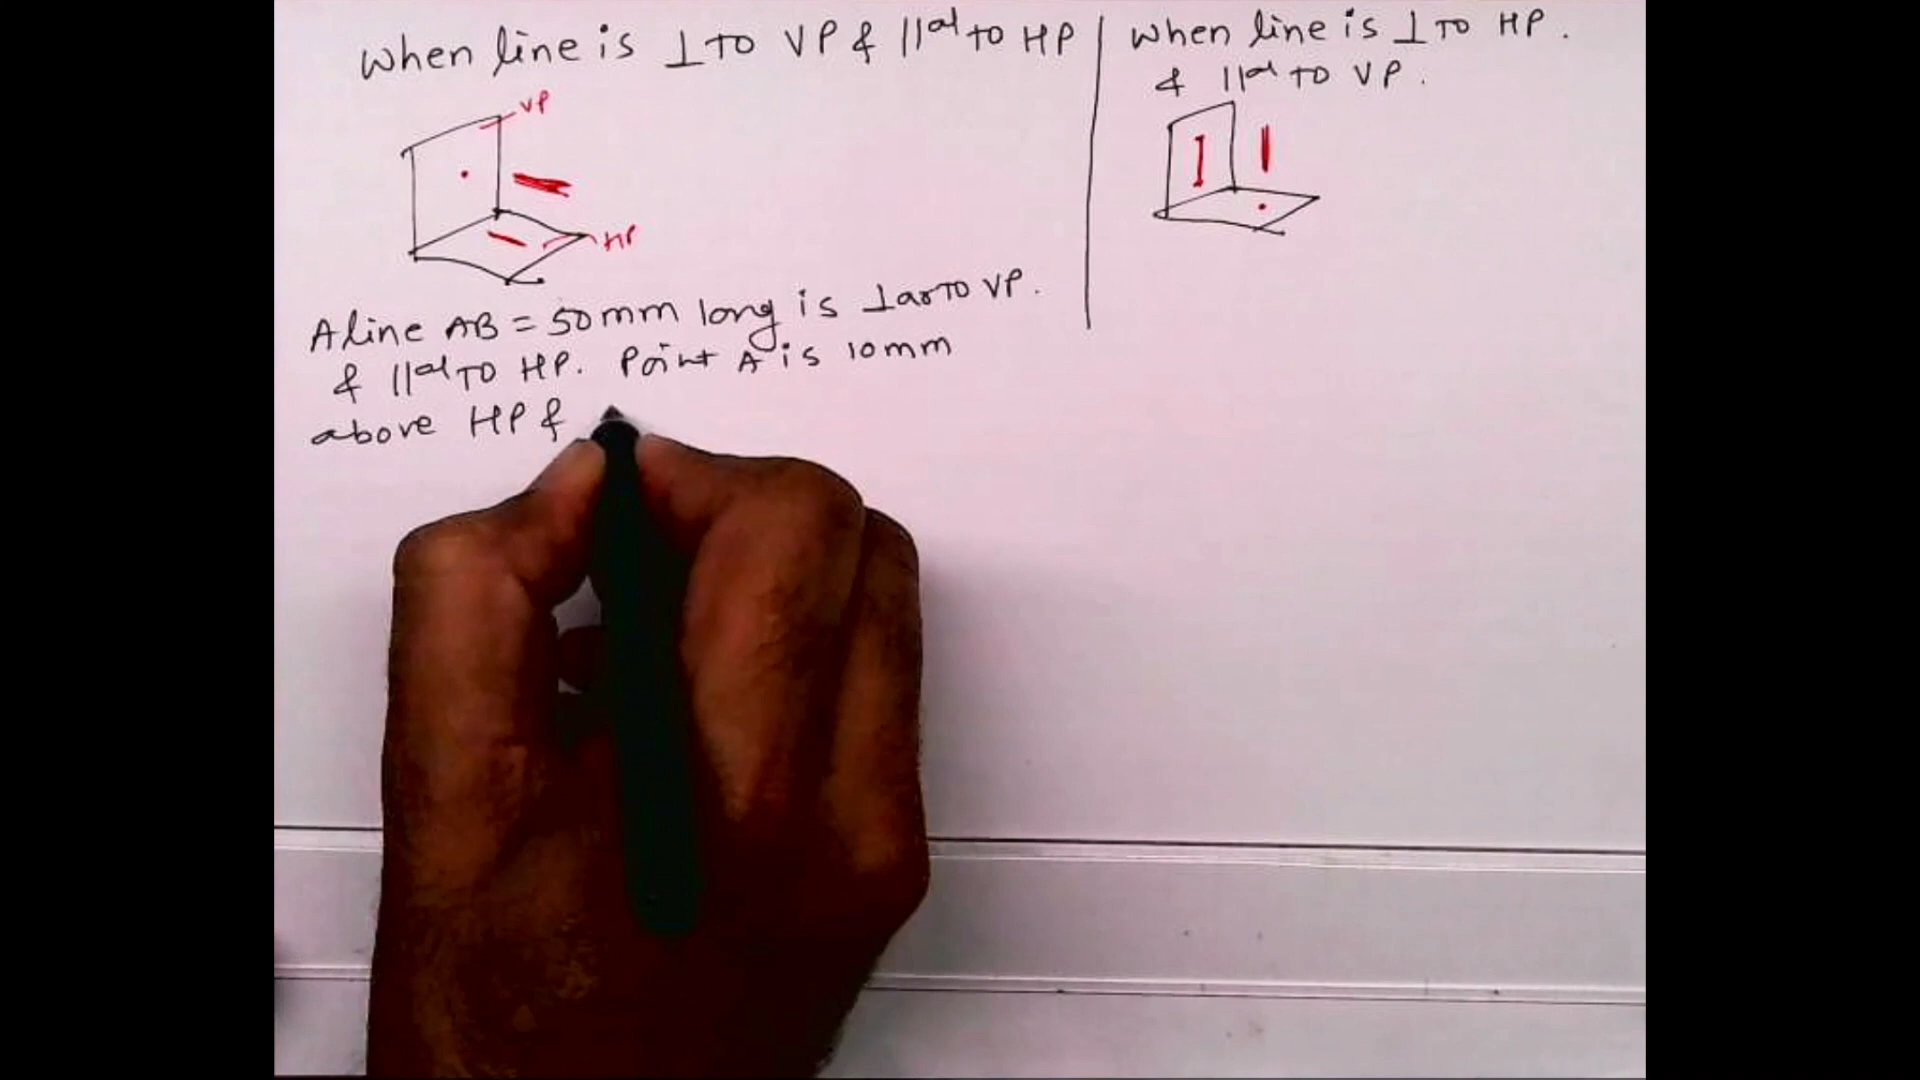 When line is ⊥ TO VP & ||al to HP
When line is ⊥ TO HP.
& ||al TO VP.
VP
HP
A line AB = 50mm long is ⊥ar TO VP.
& ||al TO HP. Point A is 10mm
above HP &